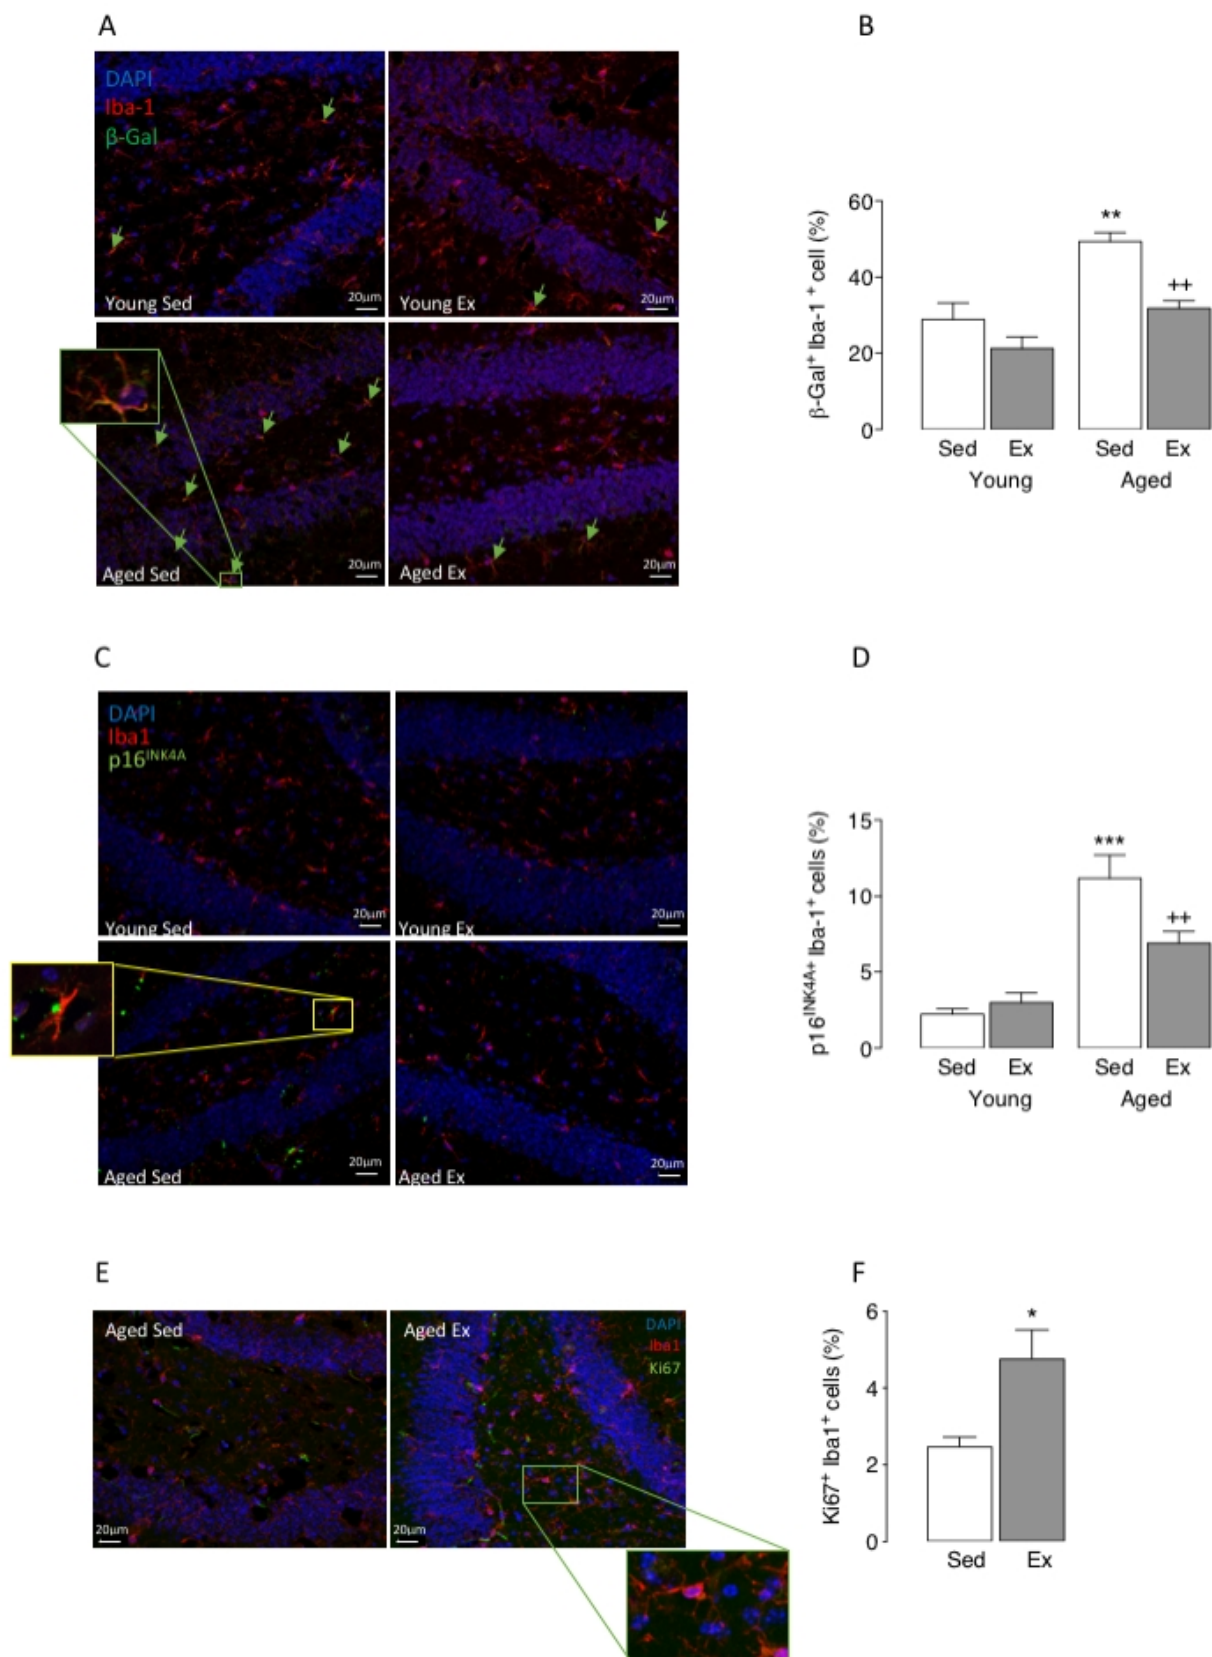 A
B
DAPI
Iba-1
β-Gal
20µm
Young Sed
20µm
Young Ex
20µm
Aged Sed
20µm
Aged Ex
β-Gal⁺ Iba-1 ⁺ cell (%)
60
40
20
0
**
++
Sed Ex Sed Ex
Young Aged
C
D
DAPI
Iba1
p16ᴵᴺᴷ⁴ᴬ
20µm
Young Sed
20µm
Young Ex
20µm
Aged Sed
20µm
Aged Ex
p16ᴵᴺᴷ⁴ᴬ⁺ Iba-1⁺ cells (%)
15
10
5
0
***
++
Sed Ex Sed Ex
Young Aged
E
F
Aged Sed
20µm
Aged Ex
DAPI
Iba1
Ki67
20µm
Ki67⁺ Iba1⁺ cells (%)
6
4
2
0
*
Sed Ex